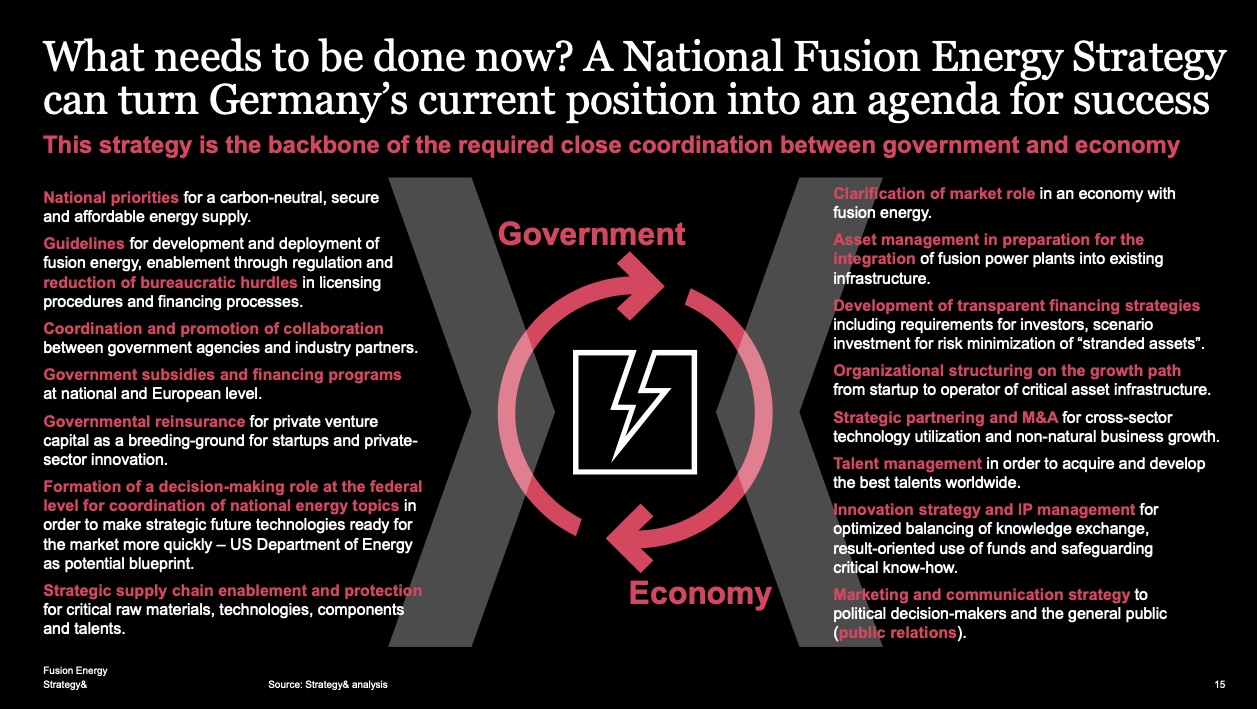 What needs to be done now? A National Fusion Energy Strategy
can turn Germany’s current position into an agenda for success
This strategy is the backbone of the required close coordination between government and economy
National priorities for a carbon-neutral, secure
and affordable energy supply.
Guidelines for development and deployment of
fusion energy, enablement through regulation and
reduction of bureaucratic hurdles in licensing
procedures and financing processes.
Coordination and promotion of collaboration
between government agencies and industry partners.
Government subsidies and financing programs
at national and European level.
Governmental reinsurance for private venture
capital as a breeding-ground for startups and private-
sector innovation.
Formation of a decision-making role at the federal
level for coordination of national energy topics in
order to make strategic future technologies ready for
the market more quickly – US Department of Energy
as potential blueprint.
Strategic supply chain enablement and protection
for critical raw materials, technologies, components
and talents.
Government
Economy
Clarification of market role in an economy with
fusion energy.
Asset management in preparation for the
integration of fusion power plants into existing
infrastructure.
Development of transparent financing strategies
including requirements for investors, scenario
investment for risk minimization of “stranded assets”.
Organizational structuring on the growth path
from startup to operator of critical asset infrastructure.
Strategic partnering and M&A for cross-sector
technology utilization and non-natural business growth.
Talent management in order to acquire and develop
the best talents worldwide.
Innovation strategy and IP management for
optimized balancing of knowledge exchange,
result-oriented use of funds and safeguarding
critical know-how.
Marketing and communication strategy to
political decision-makers and the general public
(public relations).
Fusion Energy
Strategy&
Source: Strategy& analysis
15